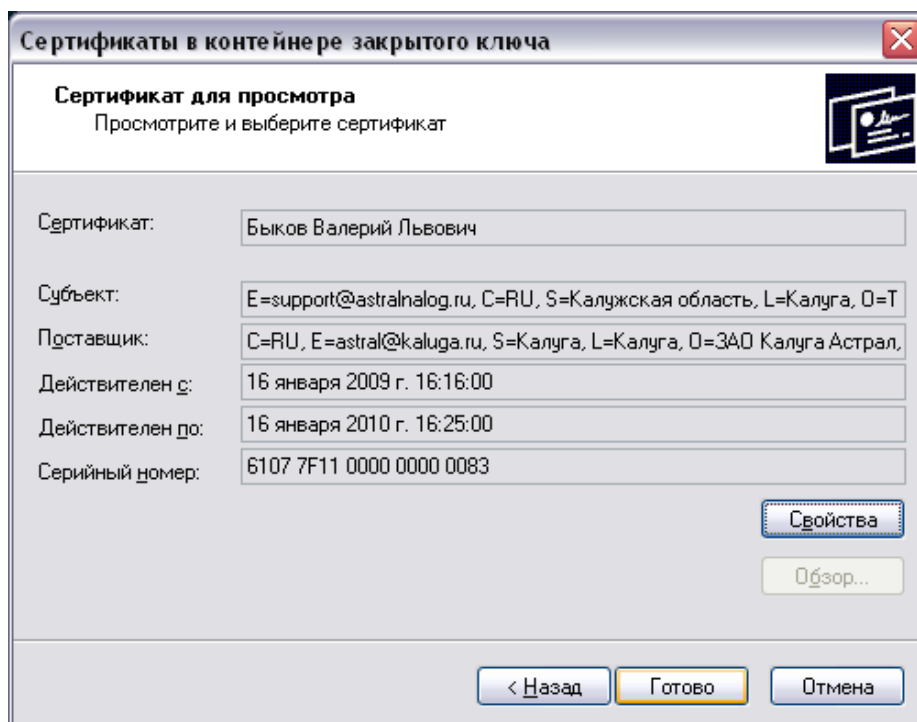 Сертификаты в контейнере закрытого ключа
Сертификат для просмотра
Просмотрите и выберите сертификат
Сертификат: Быков Валерий Львович
Субъект: E=support@astralnalog.ru, C=RU, S=Калужская область, L=Калуга, O=Т
Поставщик: C=RU, E=astral@kaluga.ru, S=Калуга, L=Калуга, O=ЗАО Калуга Астрал,
Действителен с: 16 января 2009 г. 16:16:00
Действителен по: 16 января 2010 г. 16:25:00
Серийный номер: 6107 7F11 0000 0000 0083
Свойства
Обзор...
< Назад Готово Отмена